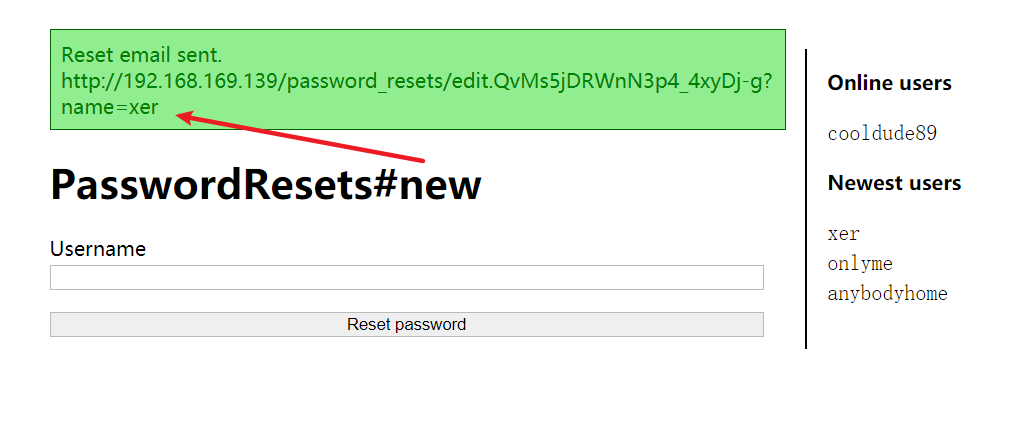 Reset email sent.
http://192.168.169.139/password_resets/edit.QvMs5jDRWnN3p4_4xyDj-g?
name=xer
PasswordResets#new
Username
Reset password
Online users
cooldude89
Newest users
xer
onlyme
anybodyhome